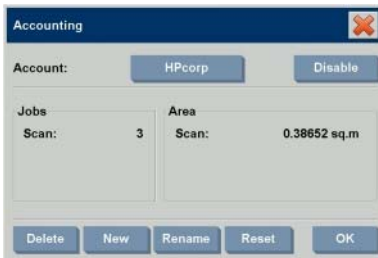 Accounting
Account: HPcorp Disable
Jobs Area
Scan: 3 Scan: 0.38652 sq.m
Delete New Rename Reset OK